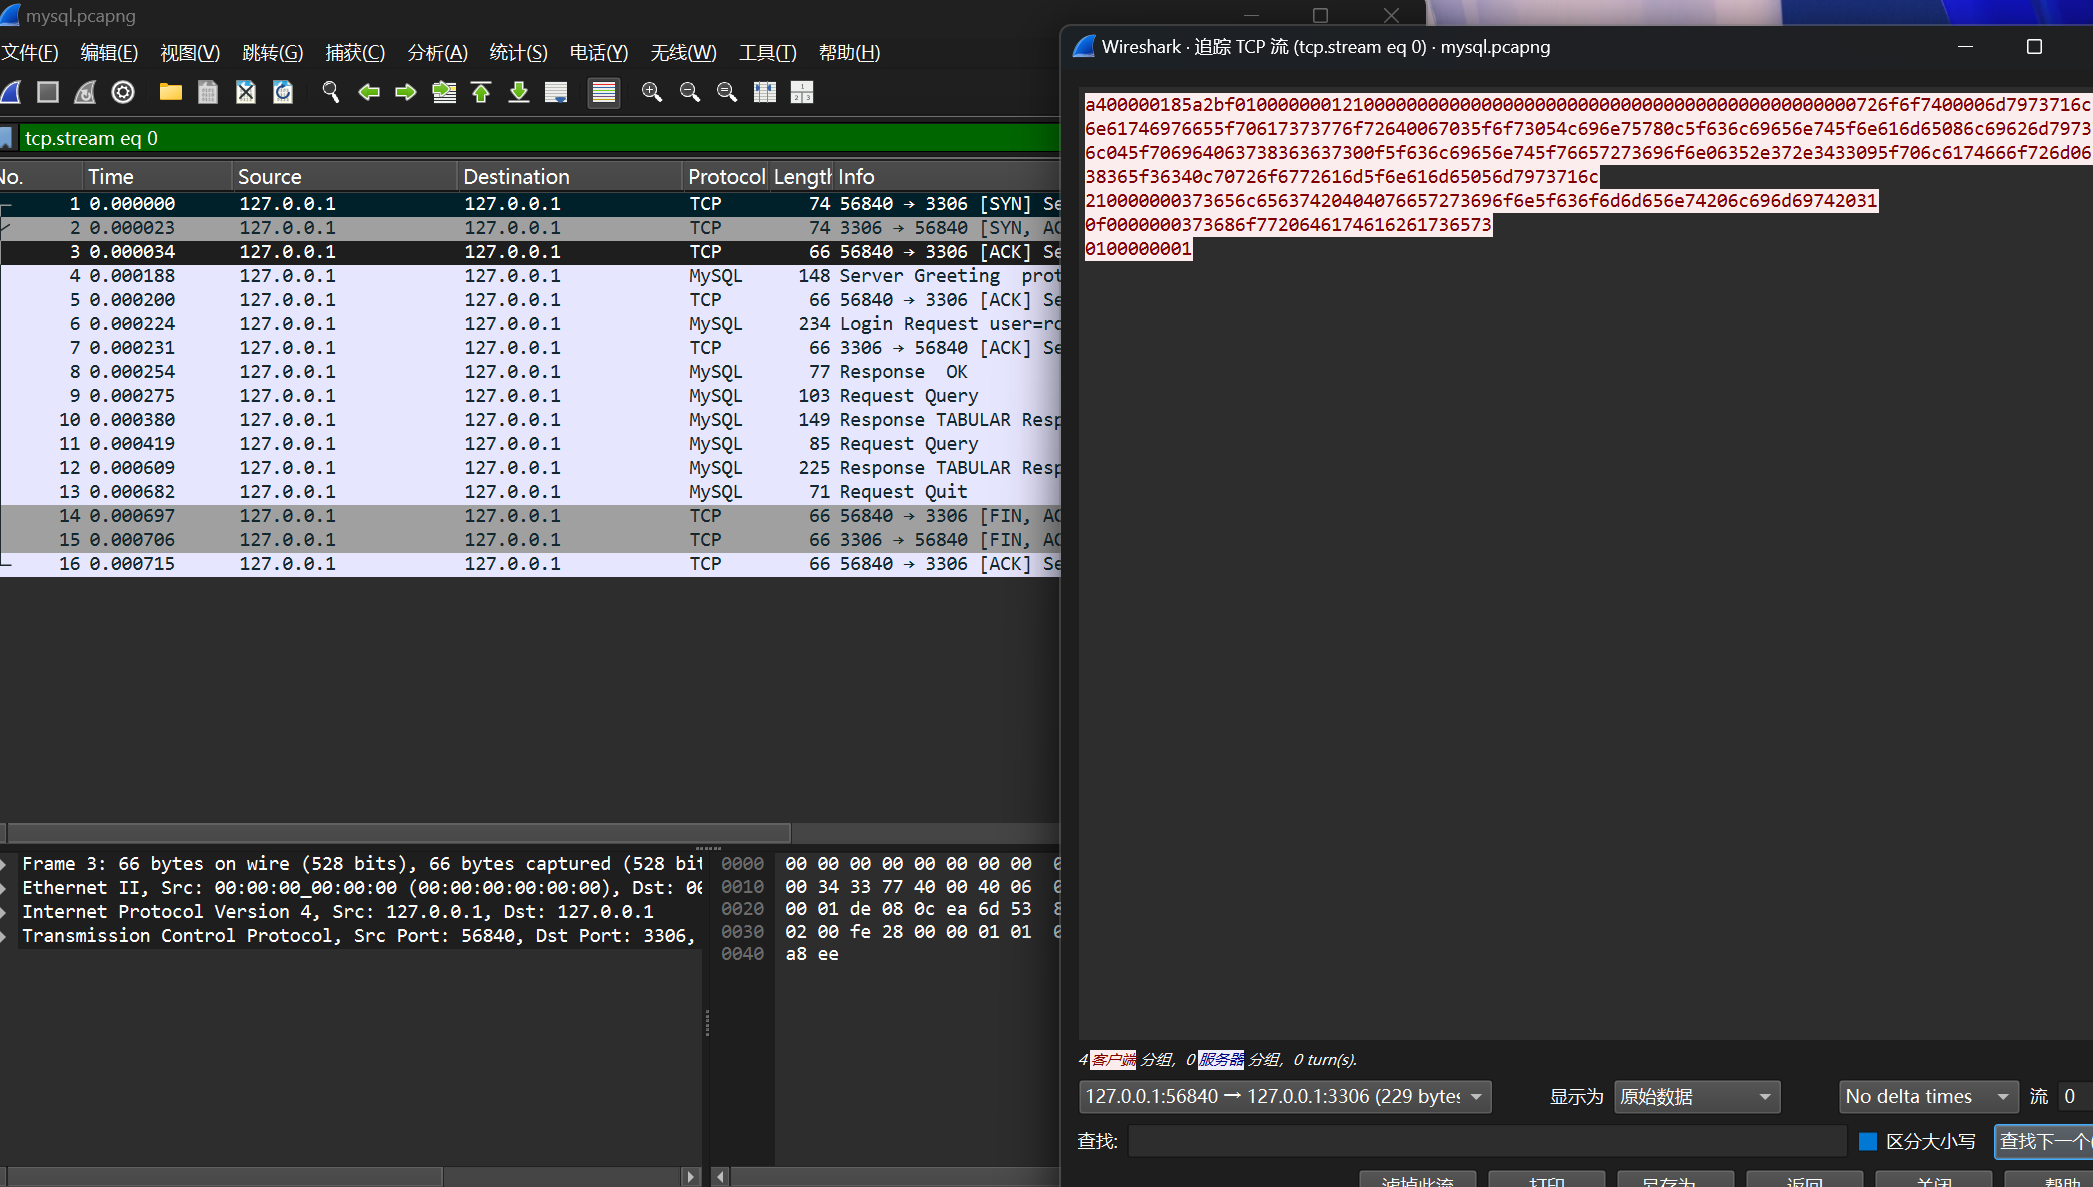 mysql.pcapng
文件(F) 编辑(E) 视图(V) 跳转(G) 捕获(C) 分析(A) 统计(S) 电话(Y) 无线(W) 工具(T) 帮助(H)
tcp.stream eq 0
No. Time Source Destination Protocol Length Info
1 0.000000 127.0.0.1 127.0.0.1 TCP 74 56840 → 3306 [SYN] Se
2 0.000023 127.0.0.1 127.0.0.1 TCP 74 3306 → 56840 [SYN, AC
3 0.000034 127.0.0.1 127.0.0.1 TCP 66 56840 → 3306 [ACK] Se
4 0.000188 127.0.0.1 127.0.0.1 MySQL 148 Server Greeting prot
5 0.000200 127.0.0.1 127.0.0.1 TCP 66 56840 → 3306 [ACK] Se
6 0.000224 127.0.0.1 127.0.0.1 MySQL 234 Login Request user=ro
7 0.000231 127.0.0.1 127.0.0.1 TCP 66 3306 → 56840 [ACK] Se
8 0.000254 127.0.0.1 127.0.0.1 MySQL 77 Response OK
9 0.000275 127.0.0.1 127.0.0.1 MySQL 103 Request Query
10 0.000380 127.0.0.1 127.0.0.1 MySQL 149 Response TABULAR Resp
11 0.000419 127.0.0.1 127.0.0.1 MySQL 85 Request Query
12 0.000609 127.0.0.1 127.0.0.1 MySQL 225 Response TABULAR Resp
13 0.000682 127.0.0.1 127.0.0.1 MySQL 71 Request Quit
14 0.000697 127.0.0.1 127.0.0.1 TCP 66 56840 → 3306 [FIN, AC
15 0.000706 127.0.0.1 127.0.0.1 TCP 66 3306 → 56840 [FIN, AC
16 0.000715 127.0.0.1 127.0.0.1 TCP 66 56840 → 3306 [ACK] Se
Frame 3: 66 bytes on wire (528 bits), 66 bytes captured (528 bit
Ethernet II, Src: 00:00:00_00:00:00 (00:00:00:00:00:00), Dst: 00
Internet Protocol Version 4, Src: 127.0.0.1, Dst: 127.0.0.1
Transmission Control Protocol, Src Port: 56840, Dst Port: 3306,
0000 00 00 00 00 00 00 00 00 0
0010 00 34 33 77 40 00 40 06 0
0020 00 01 de 08 0c ea 6d 53 8
0030 02 00 fe 28 00 00 01 01 0
0040 a8 ee
Wireshark · 追踪 TCP 流 (tcp.stream eq 0) · mysql.pcapng
a400000185a2bf0100000001210000000000000000000000000000000000000000000000726f6f7400006d7973716c
6e61746976655f70617373776f72640067035f6f73054c696e75780c5f636c69656e745f6e616d65086c69626d7973
6c045f70696406373836363730​0f5f636c69656e745f76657273696f6e06352e372e3433095f706c6174666f726d06
38365f36340c70726f6772616d5f6e616d65056d7973716c
210000000373656c65637420404076657273696f6e5f636f6d6d656e74206c696d69742031
0f0000000373686f7720646174616261736573
0100000001
4 客户端 分组, 0 服务器 分组, 0 turn(s).
127.0.0.1:56840 → 127.0.0.1:3306 (229 bytes 显示为 原始数据 No delta times 流 0
查找: 区分大小写 查找下一个(
滤掉此流 打印 另存为 返回 关闭 帮助